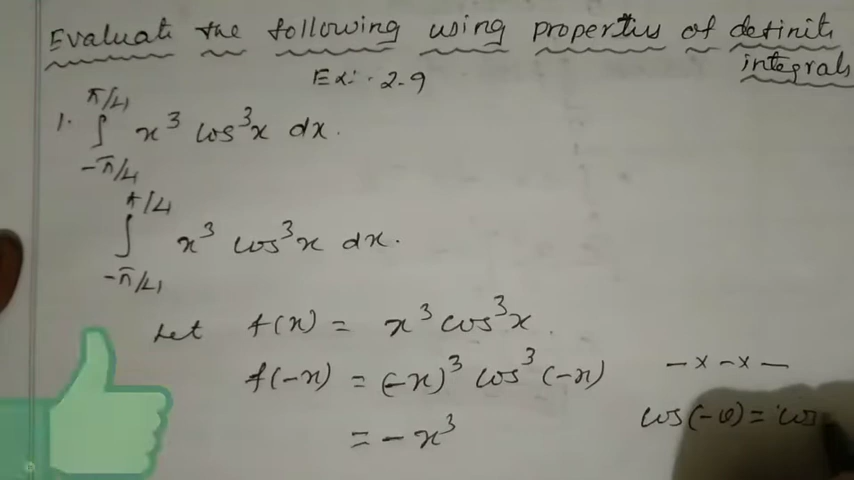 Evaluate the following using properties of definite
integrals
Ex:- 2.9
1. ∫_{-π/4}^{π/4} x³ cos³x dx.
∫_{-π/4}^{π/4} x³ cos³x dx.
Let f(x) = x³ cos³x.
f(-x) = (-x)³ cos³(-x)
= -x³
- x - x -
cos(-θ) = cos